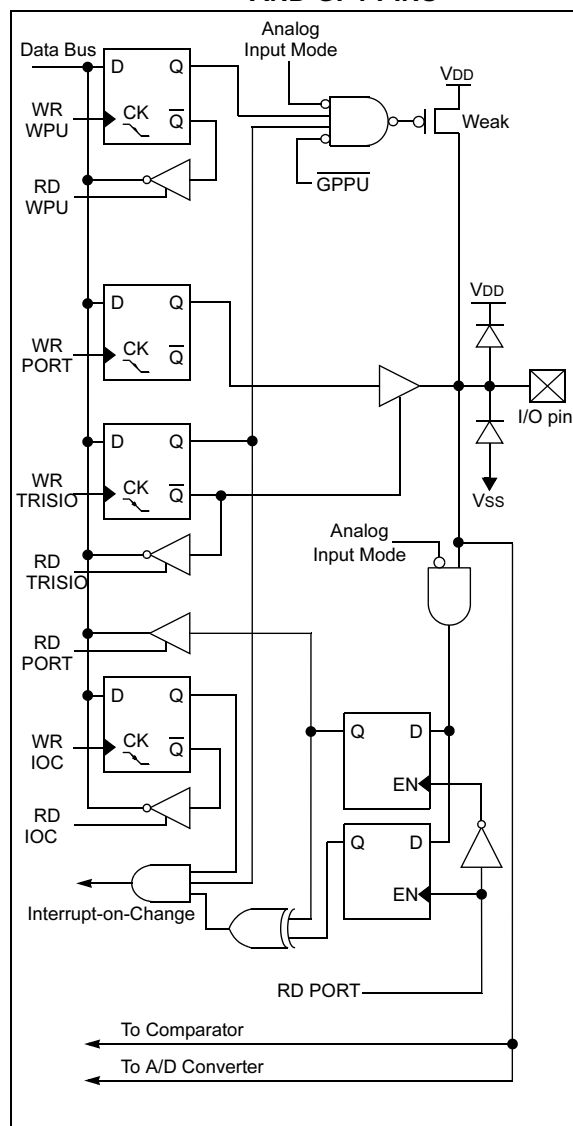 AND GP1 PINS
Analog
Input Mode
Data Bus
D Q
VDD
WR
WPU
CK Q
Weak
RD
WPU
GPPU
D Q
VDD
WR
PORT
CK Q
I/O pin
D Q
WR
TRISIO
CK Q
VSS
Analog
Input Mode
RD
TRISIO
RD
PORT
D Q
Q D
WR
IOC
CK Q
EN
RD
IOC
Q D
Interrupt-on-Change
EN
RD PORT
To Comparator
To A/D Converter